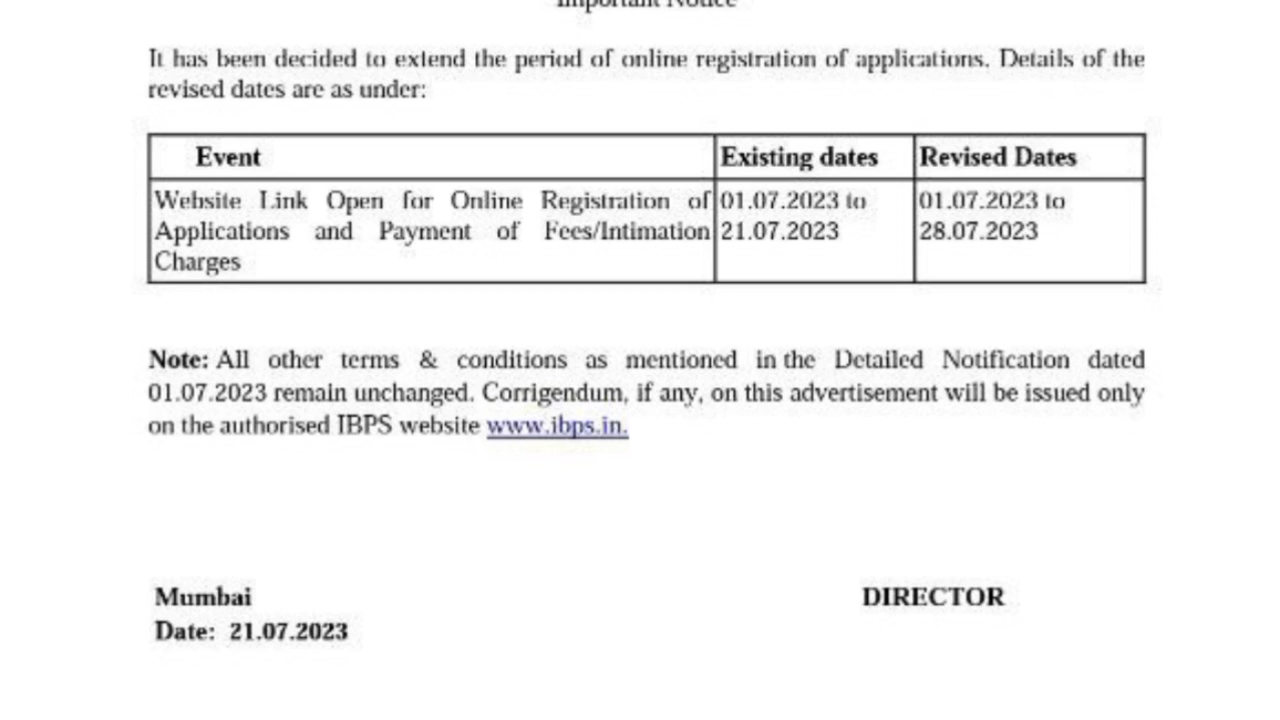 Important Notice
It has been decided to extend the period of online registration of applications. Details of the
revised dates are as under:
Event Existing dates Revised Dates
Website Link Open for Online Registration of 01.07.2023 to 01.07.2023 to
Applications and Payment of Fees/Intimation 21.07.2023 28.07.2023
Charges
Note: All other terms & conditions as mentioned in the Detailed Notification dated
01.07.2023 remain unchanged. Corrigendum, if any, on this advertisement will be issued only
on the authorised IBPS website www.ibps.in.
Mumbai DIRECTOR
Date: 21.07.2023